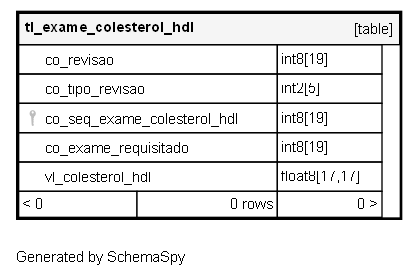 tl_exame_colesterol_hdl [table]
co_revisao int8[19]
co_tipo_revisao int2[5]
co_seq_exame_colesterol_hdl int8[19]
co_exame_requisitado int8[19]
vl_colesterol_hdl float8[17,17]
< 0 0 rows 0 >
Generated by SchemaSpy